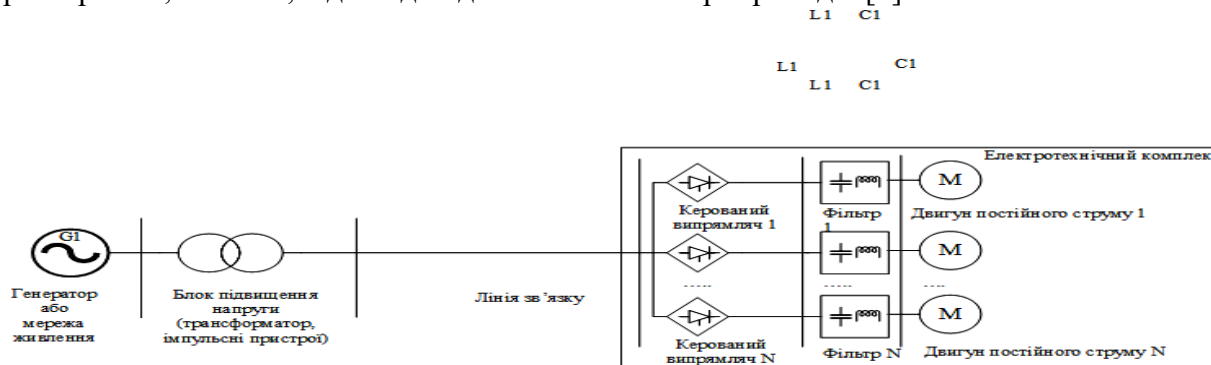 L1 C1
L1 C1
L1 C1
Електротехнічний комплек
G1
M
Керований
випрямляч 1
Фільтр
1
Двигун постійного струму 1
M
Генератор
або
мережа
живлення
Блок підвищення
напруги
(трансформатор,
імпульсні пристрої)
Лінія зв’язку
.....
.....
....
M
Керований
випрямляч N
Фільтр N
Двигун постійного струму N